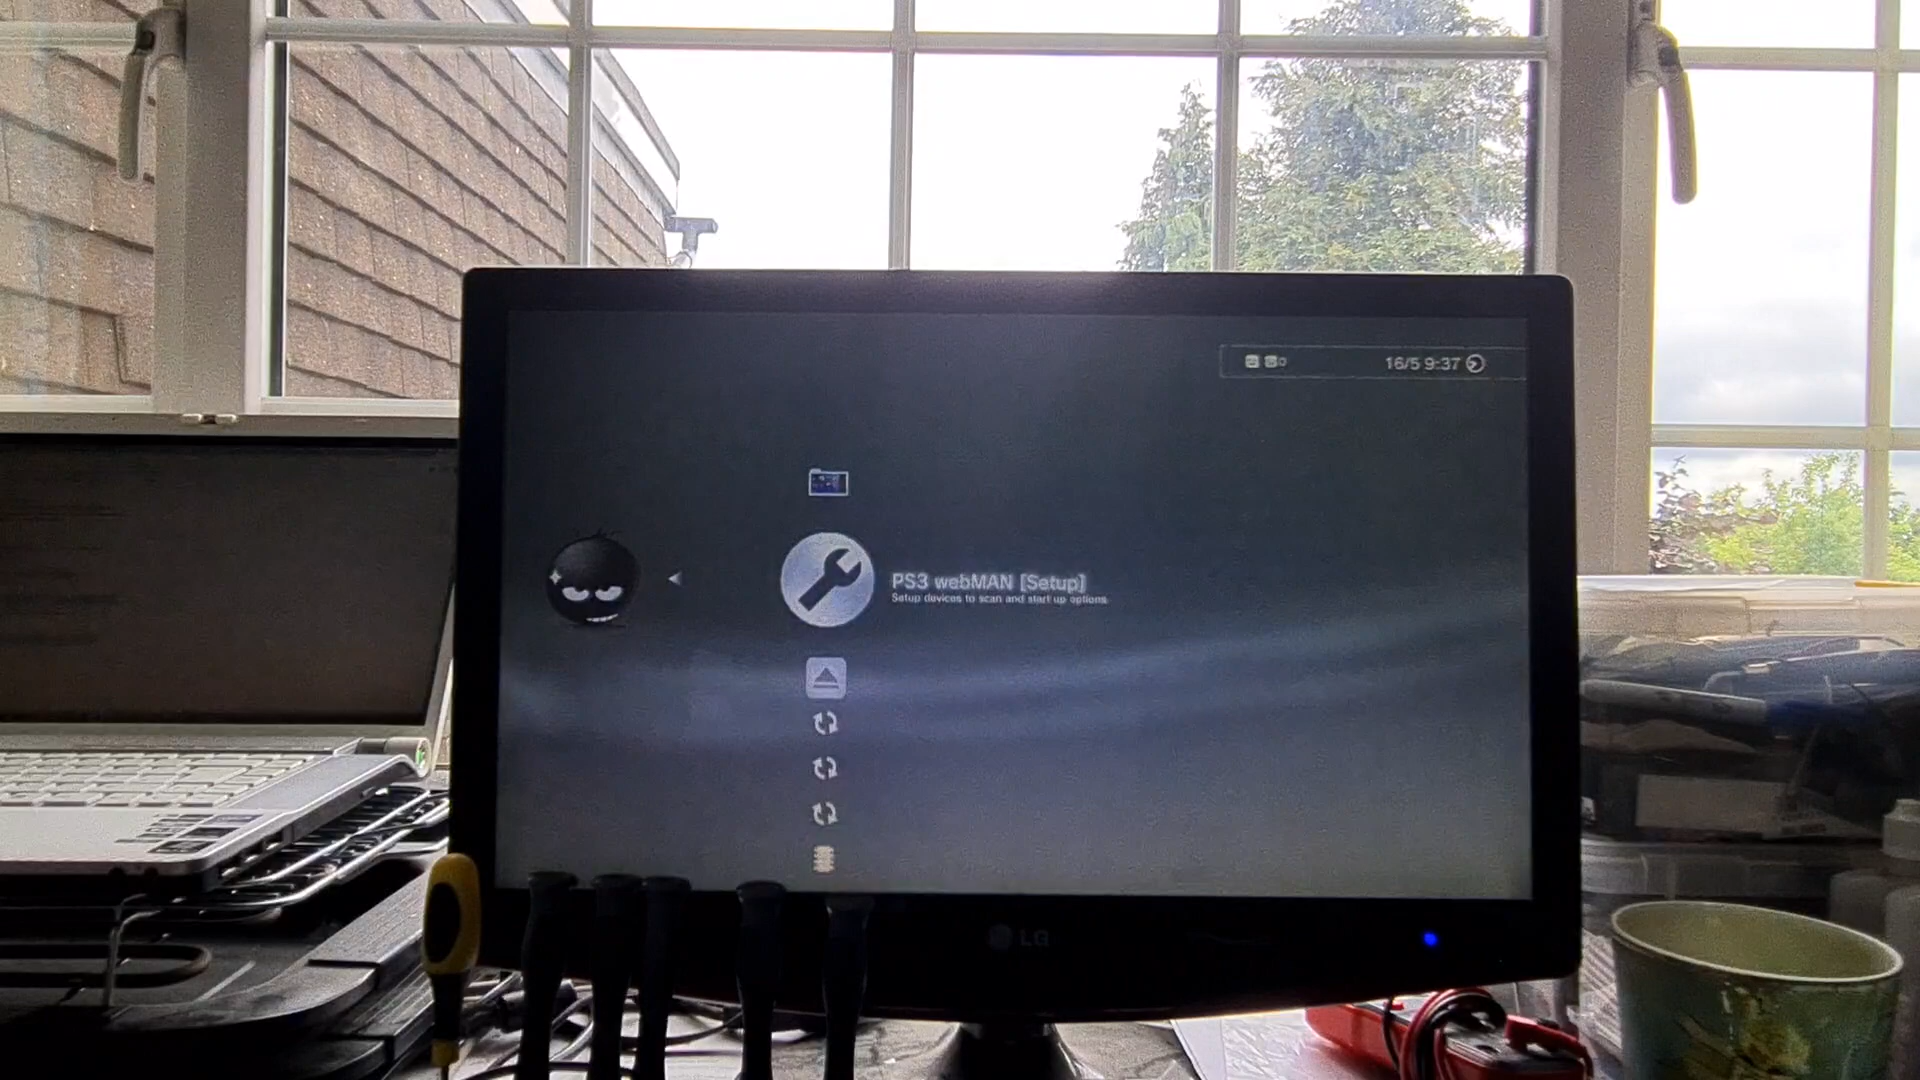 16/5 9:37
PS3 webMAN [Setup]
Setup devices to scan and start up options.
LG